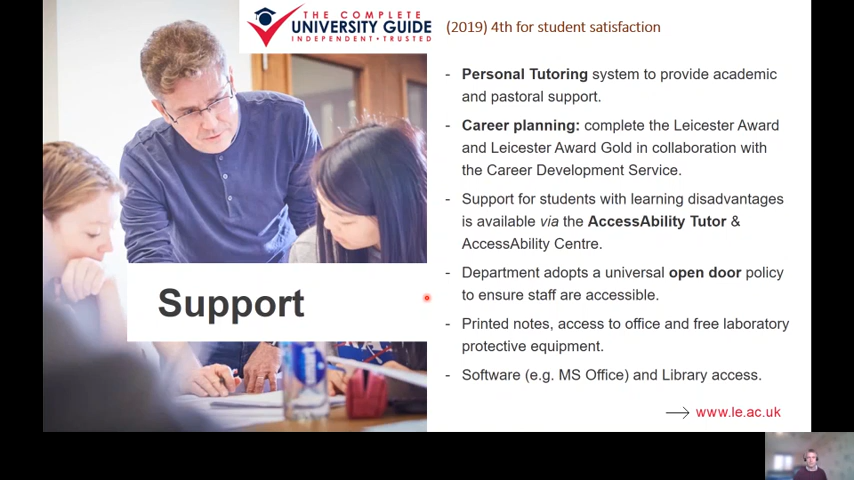 THE COMPLETE
UNIVERSITY GUIDE
INDEPENDENT • TRUSTED
(2019) 4th for student satisfaction
- Personal Tutoring system to provide academic
and pastoral support.
- Career planning: complete the Leicester Award
and Leicester Award Gold in collaboration with
the Career Development Service.
- Support for students with learning disadvantages
is available via the AccessAbility Tutor &
AccessAbility Centre.
- Department adopts a universal open door policy
to ensure staff are accessible.
- Printed notes, access to office and free laboratory
protective equipment.
- Software (e.g. MS Office) and Library access.
Support
www.le.ac.uk